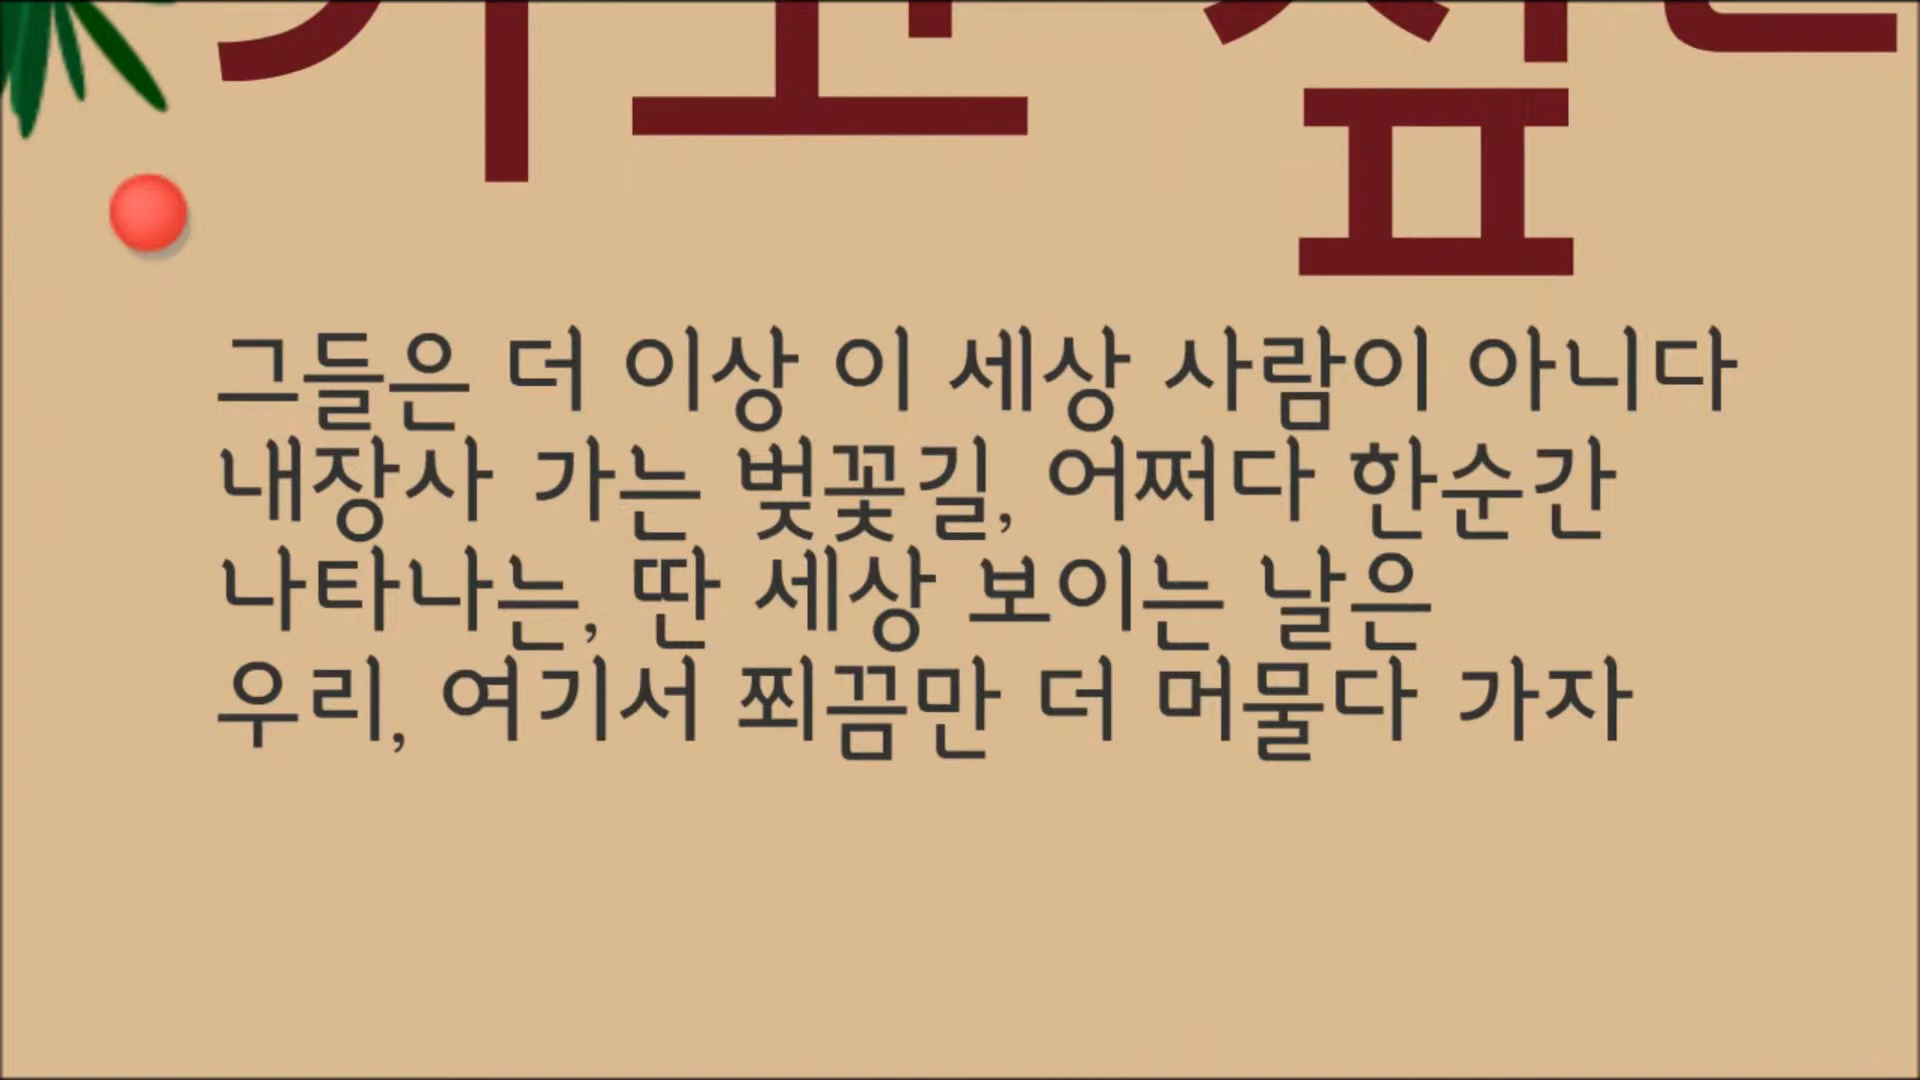 그들은 더 이상 이 세상 사람이 아니다
내장사 가는 벚꽃길, 어쩌다 한순간
나타나는, 딴 세상 보이는 날은
우리, 여기서 쬐끔만 더 머물다 가자